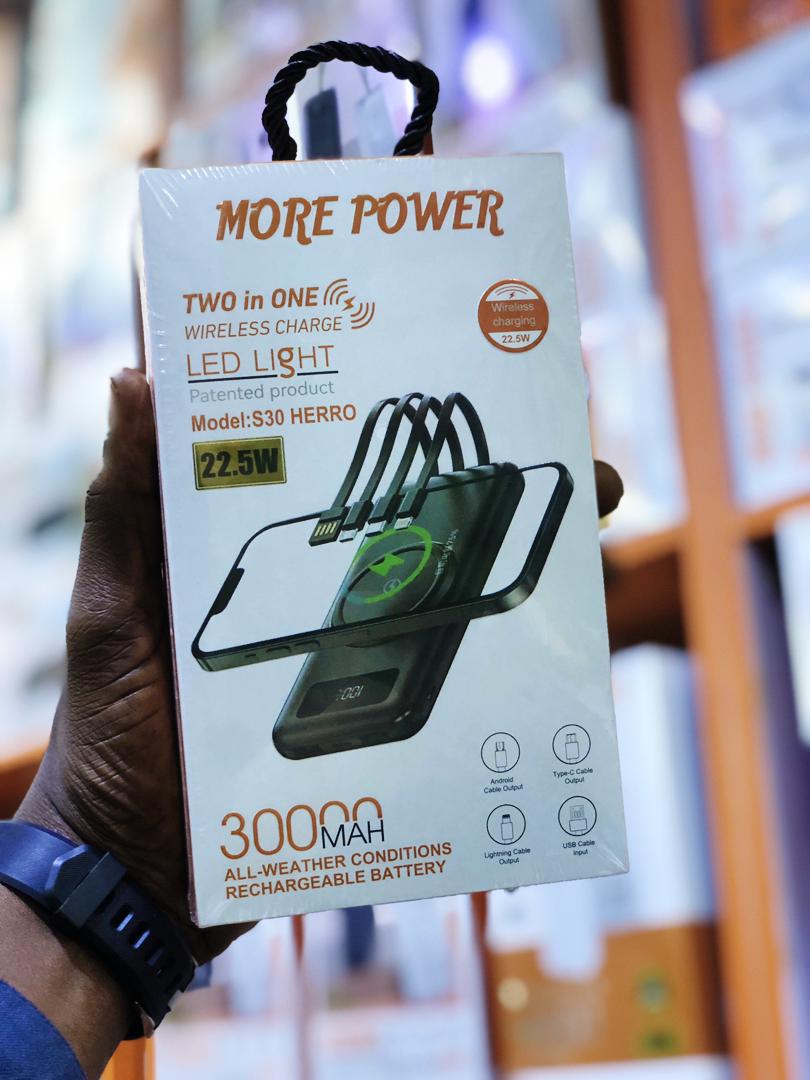 MORE POWER
TWO in ONE
WIRELESS CHARGE
LED LIgHT
Patented product
Model:S30 HERRO
22.5W
Wireless
charging
22.5W
100
Android
Cable Output
Type-C Cable
Output
Lightning Cable
Output
USB Cable
input
30000MAH
ALL-WEATHER CONDITIONS
RECHARGEABLE BATTERY